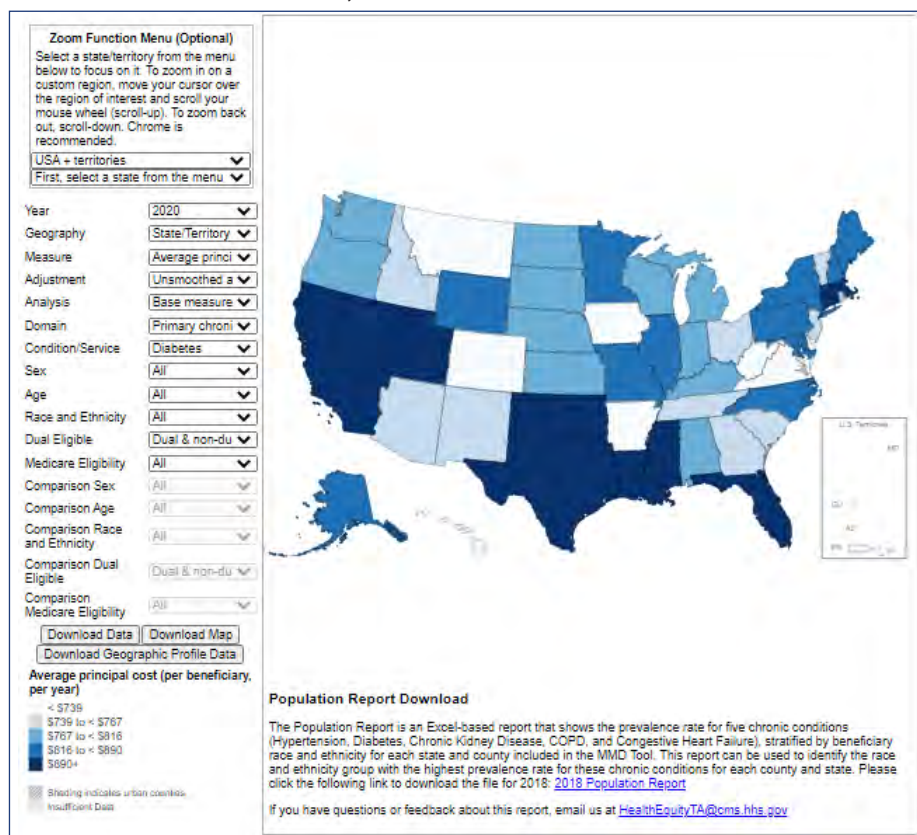 Zoom Function Menu (Optional)
Select a state/territory from the menu
below to focus on it. To zoom in on a
custom region, move your cursor over
the region of interest and scroll your
mouse wheel (scroll-up). To zoom back
out, scroll-down. Chrome is
recommended.
USA + territories
First, select a state from the menu
Year 2020
Geography State/Territory
Measure Average princi
Adjustment Unsmoothed a
Analysis Base measure
Domain Primary chroni
Condition/Service Diabetes
Sex All
Age All
Race and Ethnicity All
Dual Eligible Dual & non-du
Medicare Eligibility All
Comparison Sex All
Comparison Age All
Comparison Race
and Ethnicity All
Comparison Dual
Eligible Dual & non-du
Comparison
Medicare Eligibility All
Download Data Download Map
Download Geographic Profile Data
Average principal cost (per beneficiary,
per year)
< $739
$739 to < $767
$767 to < $816
$816 to < $890
$890+
Shading indicates urban counties
Insufficient Data
U.S. Territories
Population Report Download
The Population Report is an Excel-based report that shows the prevalence rate for five chronic conditions
(Hypertension, Diabetes, Chronic Kidney Disease, COPD, and Congestive Heart Failure), stratified by beneficiary
race and ethnicity for each state and county included in the MMD Tool. This report can be used to identify the race
and ethnicity group with the highest prevalence rate for these chronic conditions for each county and state. Please
click the following link to download the file for 2018: 2018 Population Report
If you have questions or feedback about this report, email us at HealthEquityTA@cms.hhs.gov